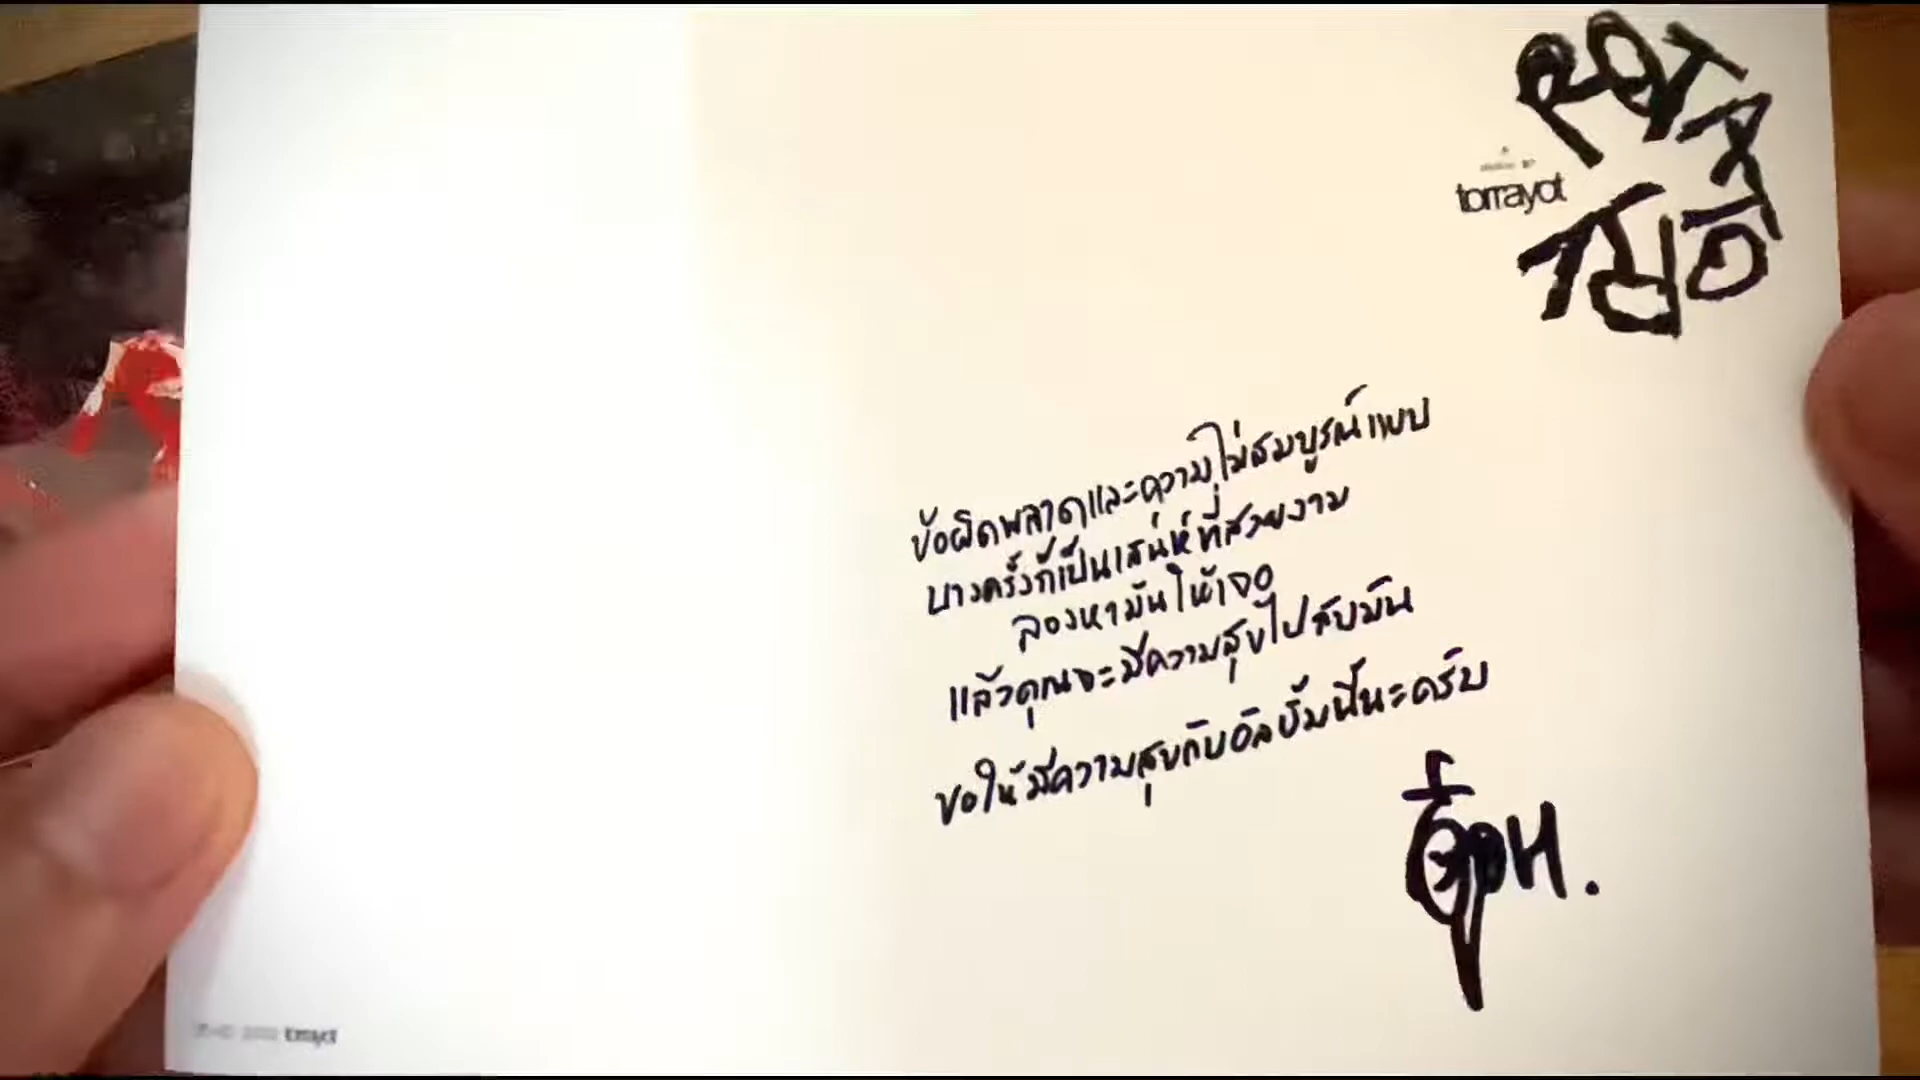 torrayot
ข้อผิดพลาดและความไม่สมบูรณ์แบบ
บางครั้งก็เป็นเสน่ห์ที่สวยงาม
ลองหามันให้เจอ
แล้วคุณจะมีความสุขไปกับมัน
ขอให้มีความสุขกับอัลบั้มนี้นะครับ
torrayot